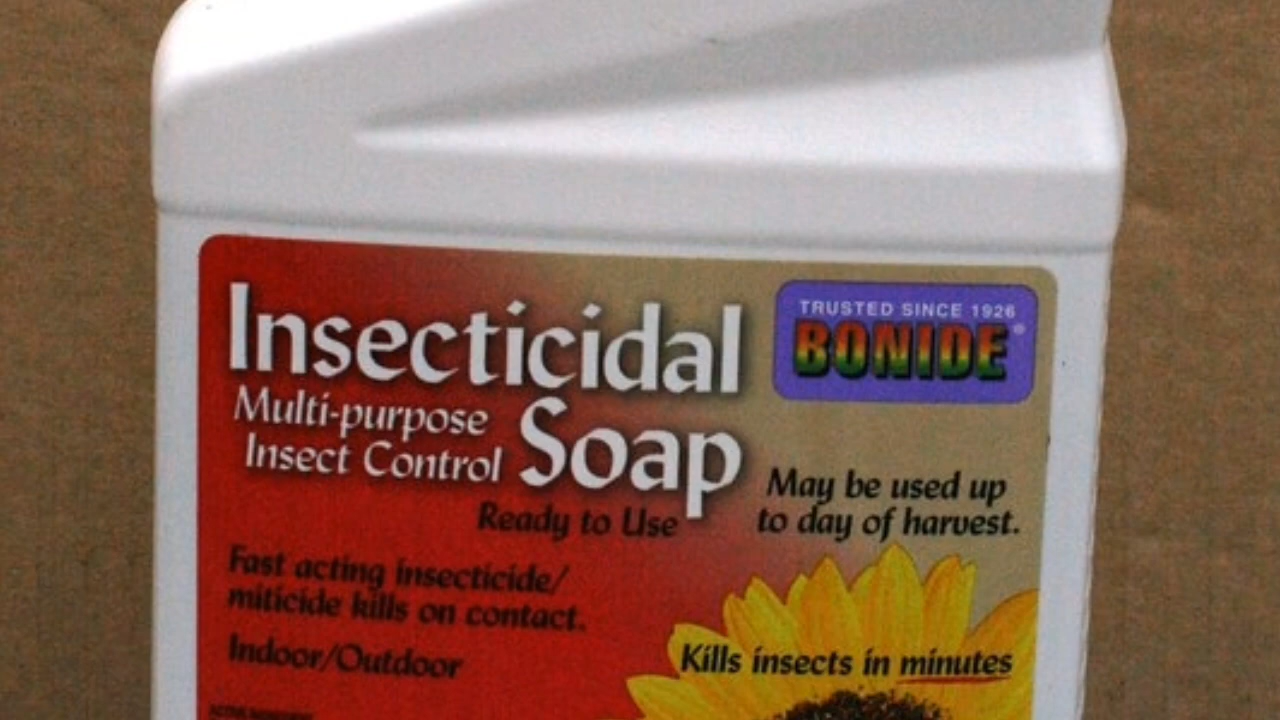 Insecticidal
Multi-purpose
Insect Control
Soap
Ready to Use
TRUSTED SINCE 1926
BONIDE®
May be used up
to day of harvest.
Fast acting insecticide/
miticide kills on contact.
Indoor/Outdoor
Kills insects in minutes